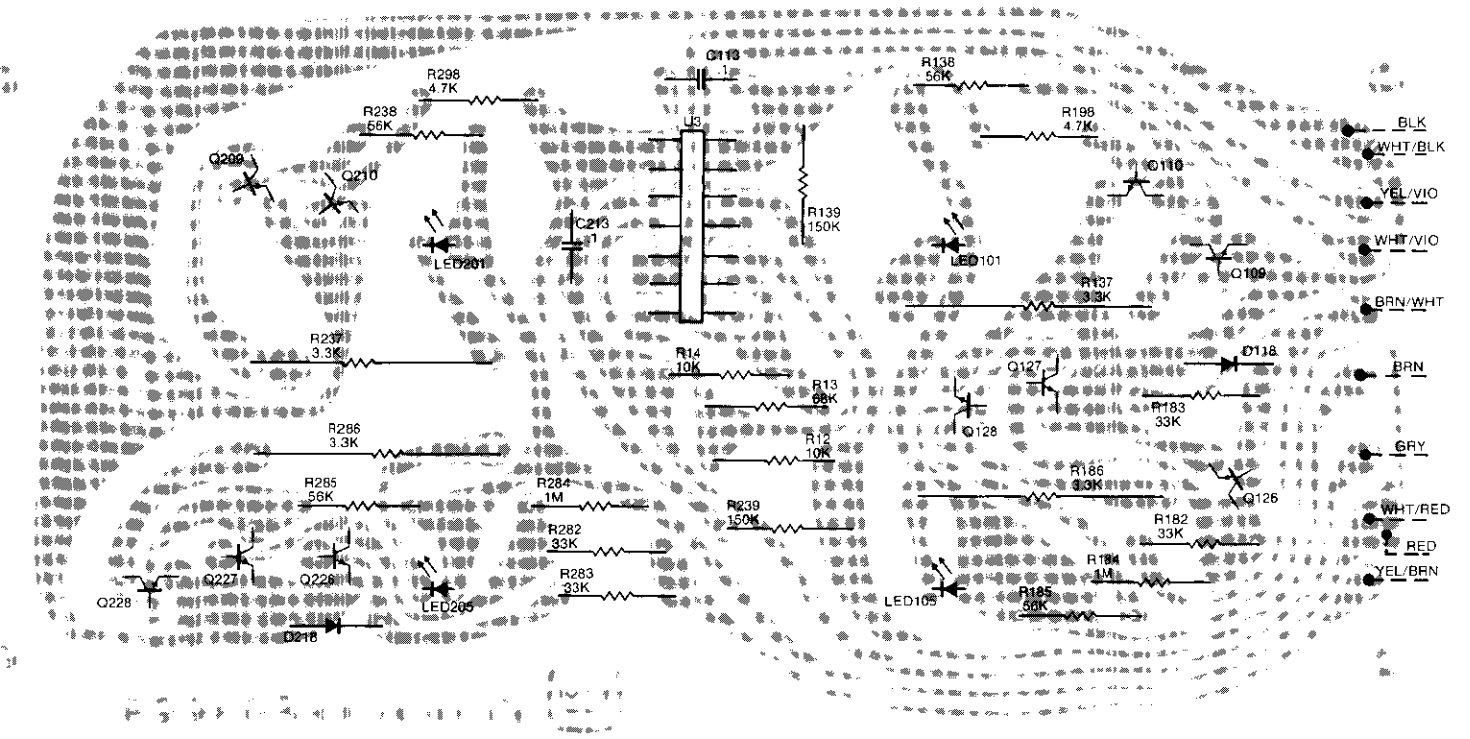 C113
.1
R138
56K
R298
4.7K
R238
56K
R198
4.7K
U3
BLK
WHT/BLK
Q209
Q210
Q110
YEL/VIO
R139
150K
C213
.1
WHT/VIO
LED201
LED101
Q109
R137
3.3K
BRN/WHT
R237
3.3K
R14
10K
D118
Q127
BRN
R13
68K
R183
33K
Q128
R286
3.3K
R12
10K
GRY
R186
3.3K
Q126
R285
56K
R284
1M
R239
150K
WHT/RED
R182
33K
RED
R282
33K
YEL/BRN
Q227
Q226
R184
1M
R283
33K
Q228
LED205
LED105
R185
56K
D218